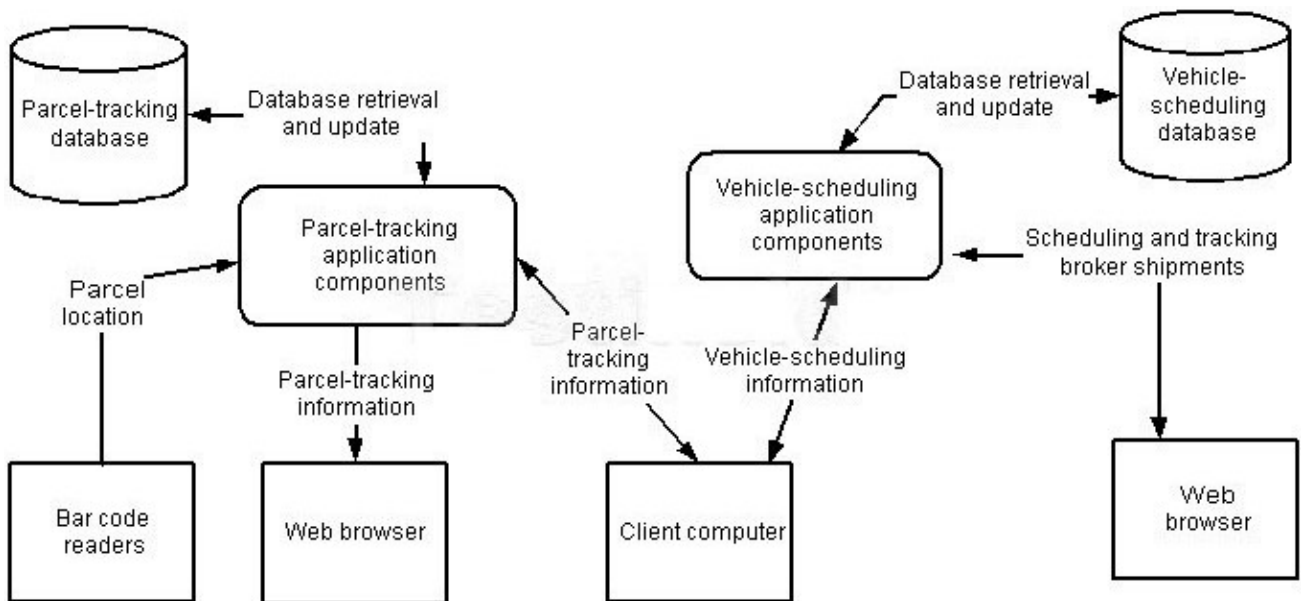 Parcel-tracking
database
Database retrieval
and update
Database retrieval
and update
Vehicle-
scheduling
database
Parcel-tracking
application
components
Vehicle-scheduling
application
components
Scheduling and tracking
broker shipments
Parcel
location
Parcel-tracking
information
Parcel-
tracking
information
Vehicle-scheduling
information
Bar code
readers
Web browser
Client computer
Web
browser